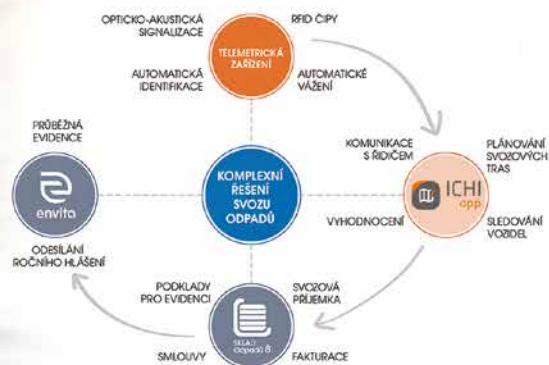 OPTICKO-AKUSTICKÁ
SIGNALIZACE
RFID ČIPY
TELEMETRICKÁ
ZAŘÍZENÍ
AUTOMATICKÁ
IDENTIFIKACE
AUTOMATICKÉ
VÁŽENÍ
PRŮBĚŽNÁ
EVIDENCE
envita
ODESÍLÁNÍ
ROČNÍHO HLÁŠENÍ
KOMPLEXNÍ
ŘEŠENÍ
SVOZU
ODPADŮ
KOMUNIKACE
S ŘIDIČEM
PLÁNOVÁNÍ
SVOZOVÝCH
TRAS
ICHI
app
VYHODNOCENÍ
SLEDOVÁNÍ
VOZIDEL
PODKLADY
PRO EVIDENCI
SVOZOVÁ
PŘÍJEMKA
SKLAD
Odpadů 8
SMLOUVY
FAKTURACE